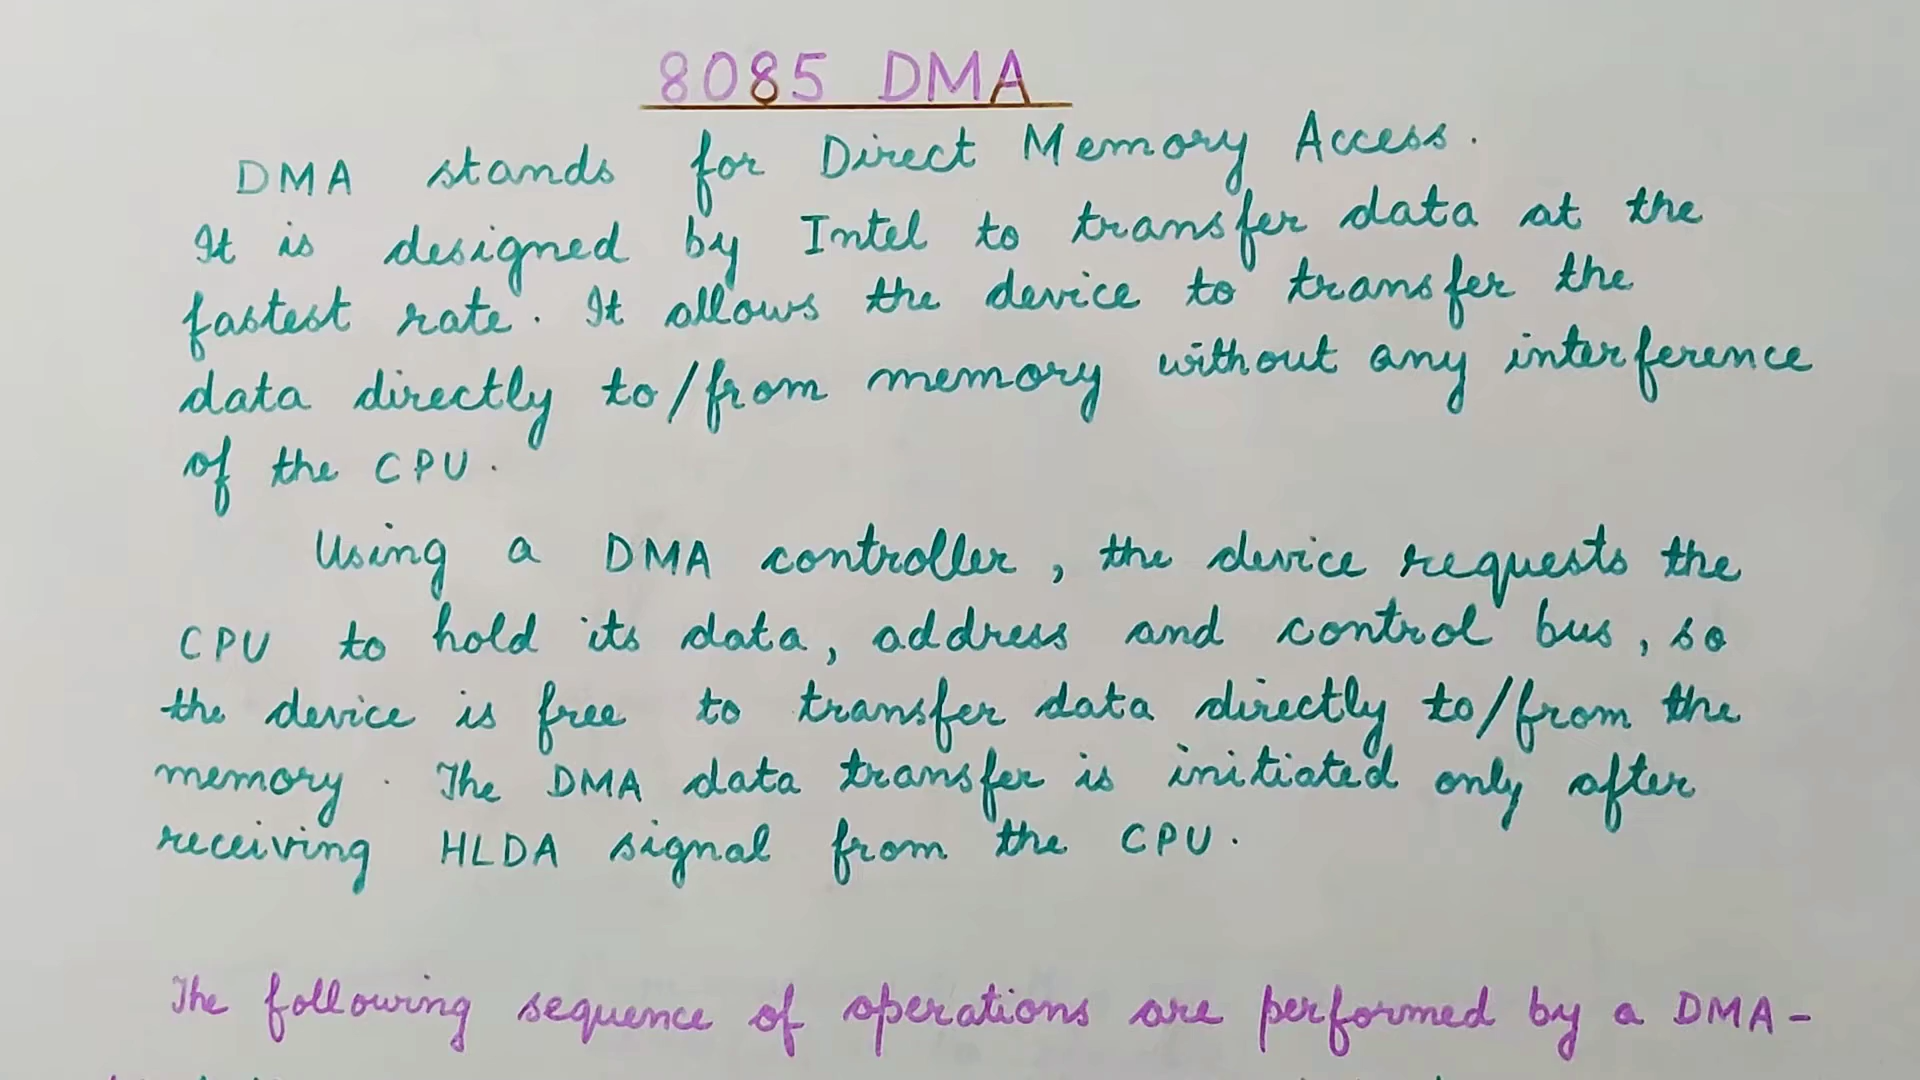 8085 DMA
DMA stands for Direct Memory Access.
It is designed by Intel to transfer data at the
fastest rate. It allows the device to transfer the
data directly to/from memory without any interference
of the CPU.
Using a DMA controller, the device requests the
CPU to hold its data, address and control bus, so
the device is free to transfer data directly to/from the
memory. The DMA data transfer is initiated only after
receiving HLDA signal from the CPU.
The following sequence of operations are performed by a DMA-